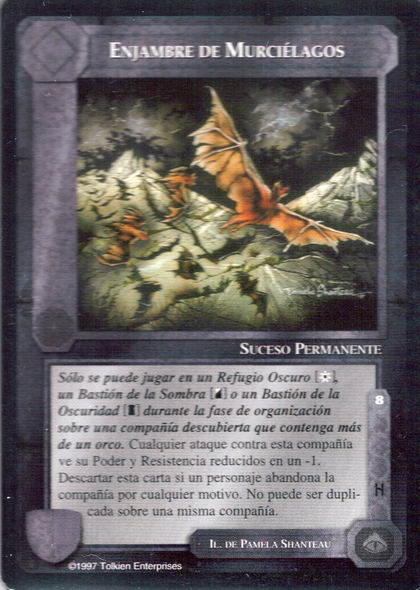 ENJAMBRE DE MURCIÉLAGOS
Pamela Shanteau
SUCESO PERMANENTE
Sólo se puede jugar en un Refugio Oscuro [ ],
un Bastión de la Sombra [ ] o un Bastión de la
Oscuridad [ ] durante la fase de organización
sobre una compañía descubierta que contenga más
de un orco. Cualquier ataque contra esta compañía
ve su Poder y Resistencia reducidos en un -1.
Descartar esta carta si un personaje abandona la
compañía por cualquier motivo. No puede ser dupli-
cada sobre una misma compañía.
8
IL. DE PAMELA SHANTEAU
©1997 Tolkien Enterprises